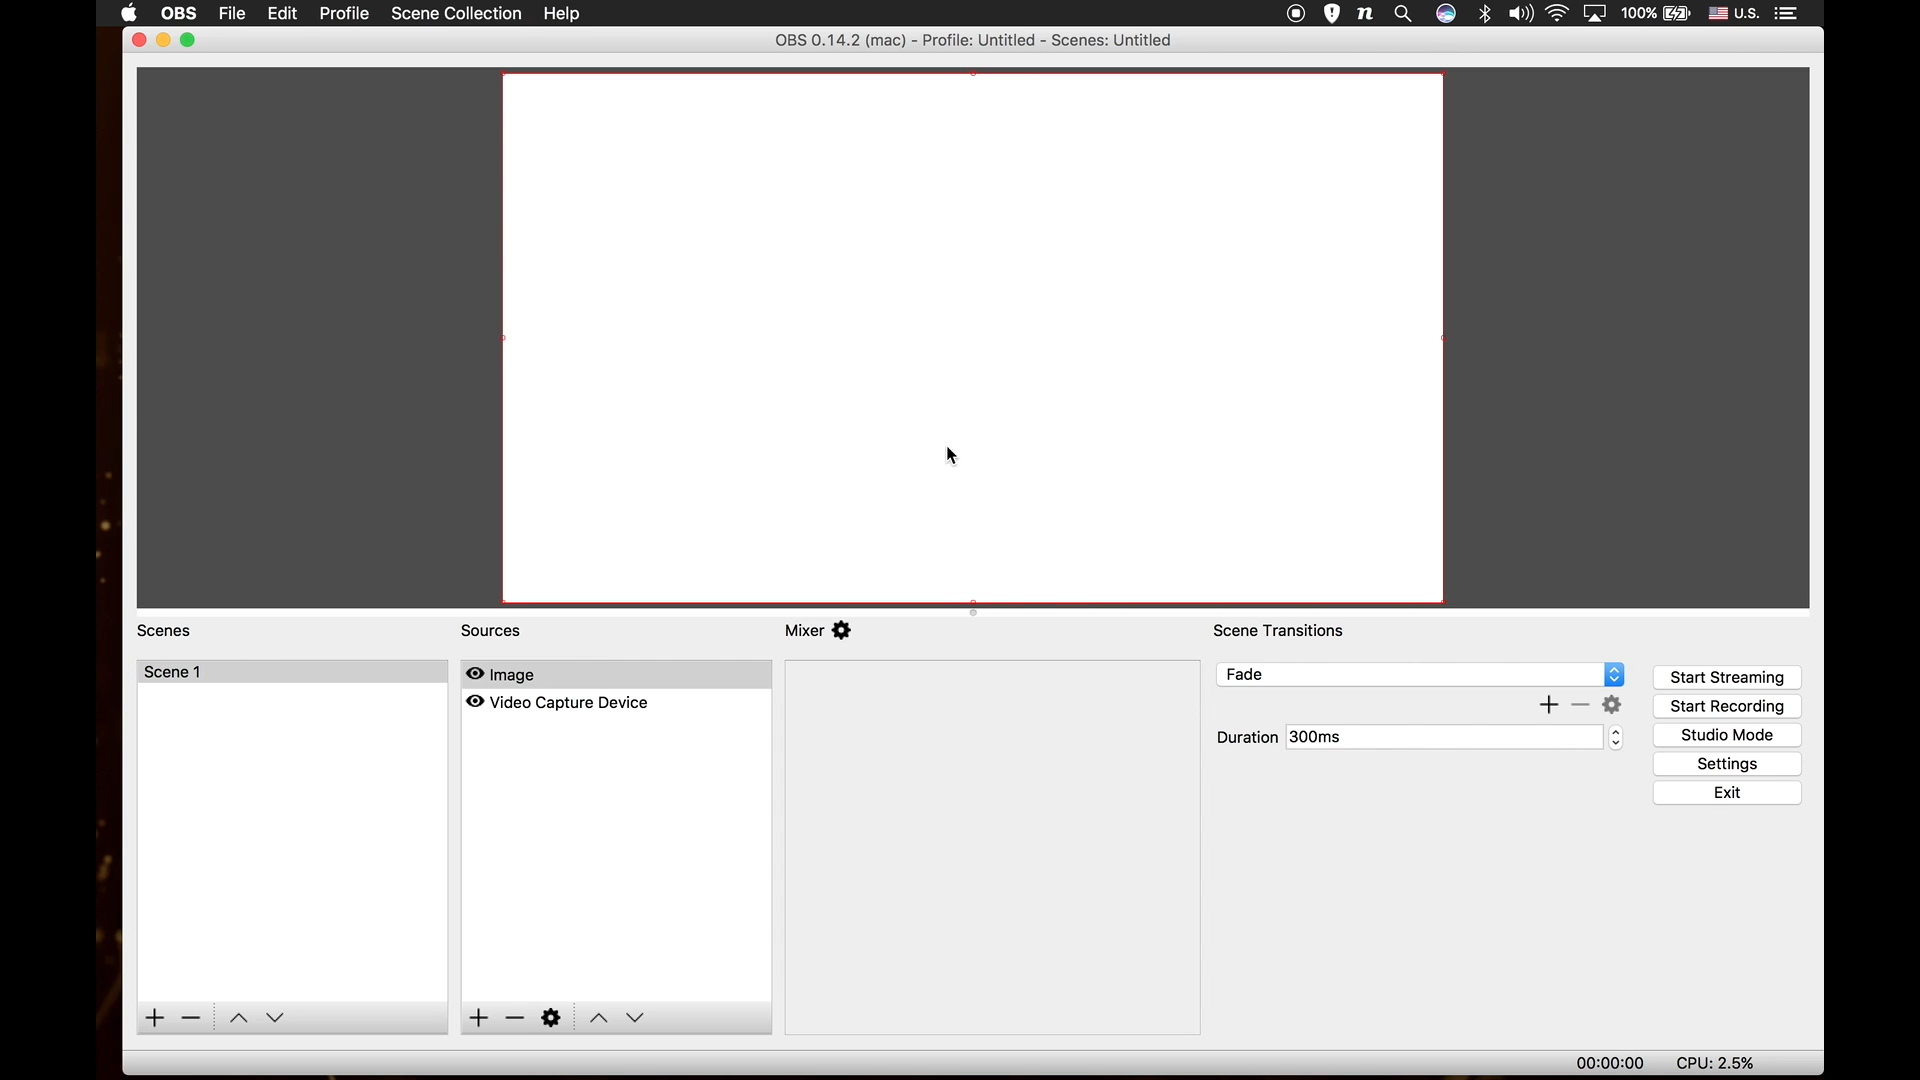 OBS File Edit Profile Scene Collection Help n 100% U.S.
OBS 0.14.2 (mac) - Profile: Untitled - Scenes: Untitled
Scenes Sources Mixer Scene Transitions
Scene 1 Image Fade Start Streaming
Video Capture Device Start Recording
Duration 300ms Studio Mode
Settings
Exit
00:00:00 CPU: 2.5%